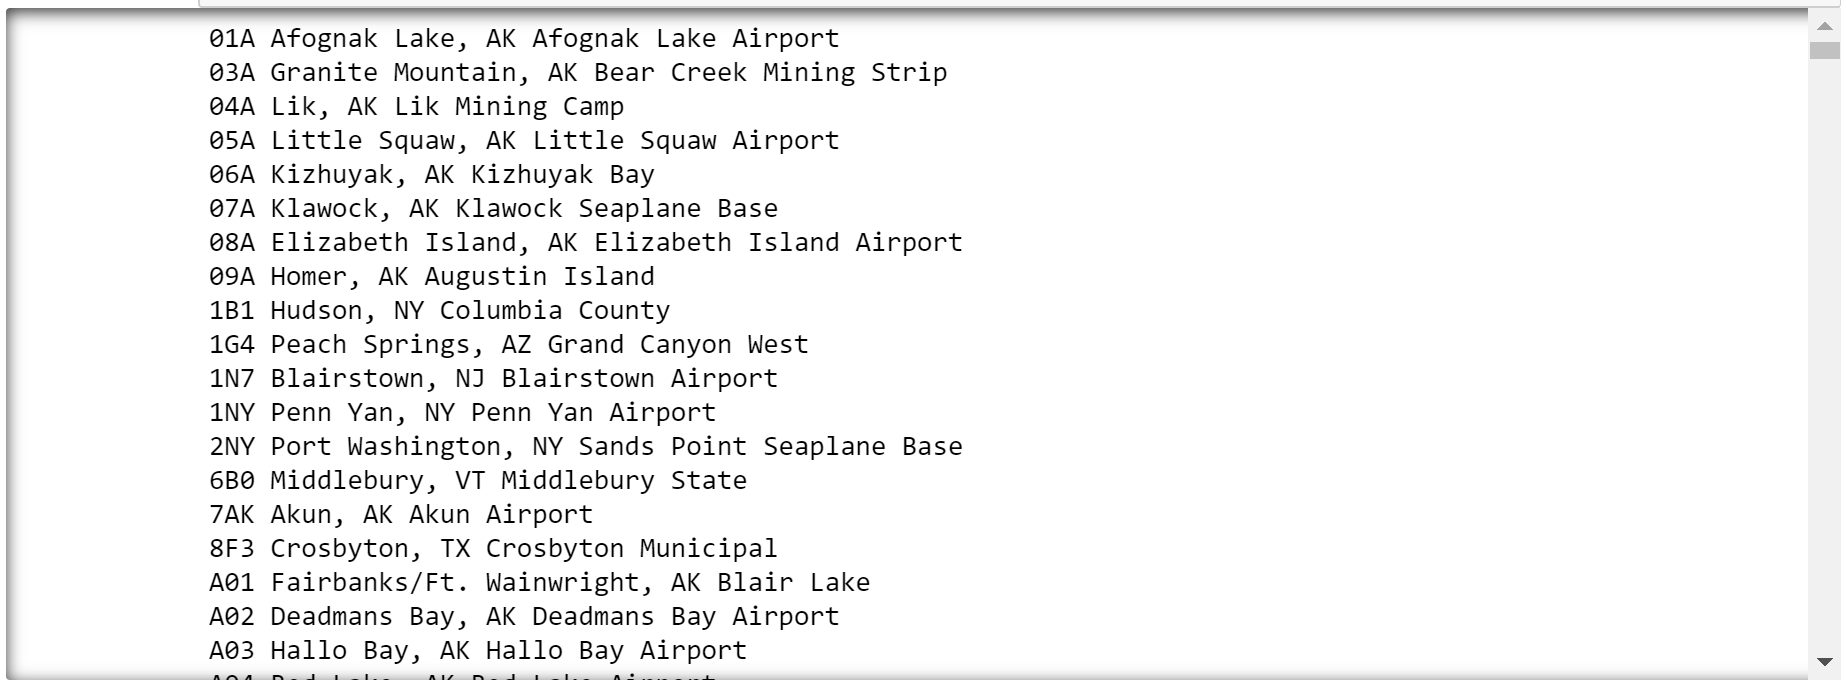 01A Afognak Lake, AK Afognak Lake Airport
03A Granite Mountain, AK Bear Creek Mining Strip
04A Lik, AK Lik Mining Camp
05A Little Squaw, AK Little Squaw Airport
06A Kizhuyak, AK Kizhuyak Bay
07A Klawock, AK Klawock Seaplane Base
08A Elizabeth Island, AK Elizabeth Island Airport
09A Homer, AK Augustin Island
1B1 Hudson, NY Columbia County
1G4 Peach Springs, AZ Grand Canyon West
1N7 Blairstown, NJ Blairstown Airport
1NY Penn Yan, NY Penn Yan Airport
2NY Port Washington, NY Sands Point Seaplane Base
6B0 Middlebury, VT Middlebury State
7AK Akun, AK Akun Airport
8F3 Crosbyton, TX Crosbyton Municipal
A01 Fairbanks/Ft. Wainwright, AK Blair Lake
A02 Deadmans Bay, AK Deadmans Bay Airport
A03 Hallo Bay, AK Hallo Bay Airport